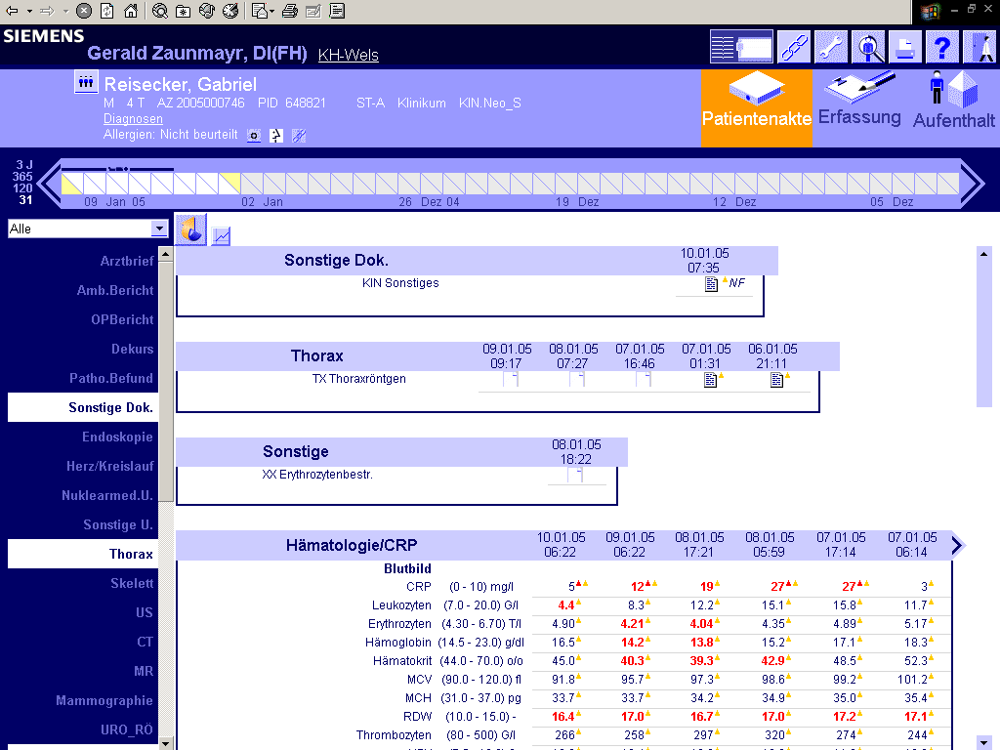 SIEMENS
Gerald Zaunmayr, DI(FH) KH-Wels
Reisecker, Gabriel
M 4 T AZ 2005000746 PID 648821 ST-A Klinikum KIN.Neo_S
Diagnosen
Allergien: Nicht beurteilt
Patientenakte Erfassung Aufenthalt
3 J
365
120
31
09 Jan 05 02 Jan 26 Dez 04 19 Dez 12 Dez 05 Dez
Alle
Arztbrief
Amb.Bericht
OPBericht
Dekurs
Patho.Befund
Sonstige Dok.
Endoskopie
Herz/Kreislauf
Nuklearmed.U.
Sonstige U.
Thorax
Skelett
US
CT
MR
Mammographie
URO_RÖ
Sonstige Dok. 10.01.05
07:35
KIN Sonstiges NF
Thorax 09.01.05 08.01.05 07.01.05 07.01.05 06.01.05
09:17 07:27 16:46 01:31 21:11
TX Thoraxröntgen
Sonstige 08.01.05
18:22
XX Erythrozytenbestr.
Hämatologie/CRP 10.01.05 09.01.05 08.01.05 08.01.05 07.01.05 07.01.05
06:22 06:22 17:21 05:59 17:14 06:14
Blutbild
CRP (0 - 10) mg/l 5 12 19 27 27 3
Leukozyten (7.0 - 20.0) G/l 4.4 8.3 12.2 15.1 15.8 11.7
Erythrozyten (4.30 - 6.70) T/l 4.90 4.21 4.04 4.35 4.89 5.17
Hämoglobin (14.5 - 23.0) g/dl 16.5 14.2 13.8 15.2 17.1 18.3
Hämatokrit (44.0 - 70.0) o/o 45.0 40.3 39.3 42.9 48.5 52.3
MCV (90.0 - 120.0) fl 91.8 95.7 97.3 98.6 99.2 101.2
MCH (31.0 - 37.0) pg 33.7 33.7 34.2 34.9 35.0 35.4
RDW (10.0 - 15.0) - 16.4 17.0 16.7 17.0 17.2 17.1
Thrombozyten (80 - 500) G/l 266 258 297 320 274 244